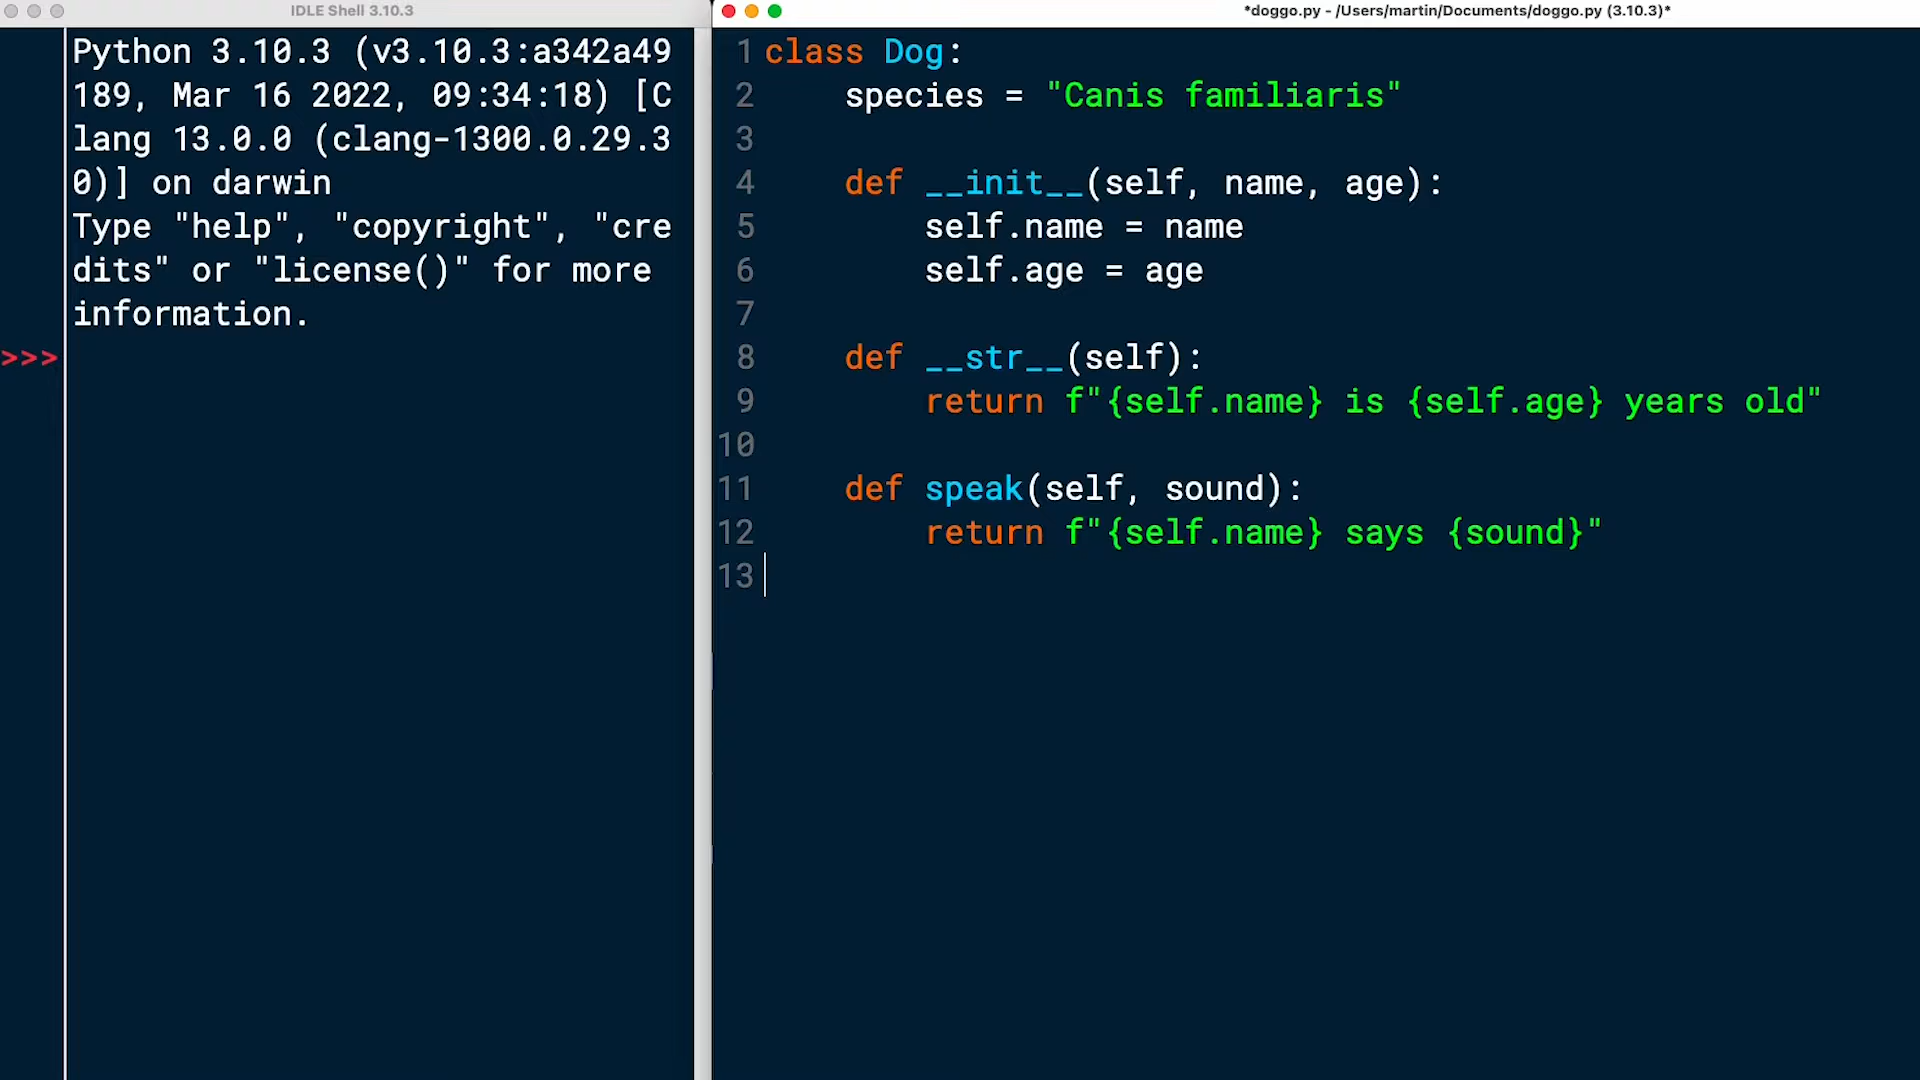 IDLE Shell 3.10.3
Python 3.10.3 (v3.10.3:a342a49
189, Mar 16 2022, 09:34:18) [C
lang 13.0.0 (clang-1300.0.29.3
0)] on darwin
Type "help", "copyright", "cre
dits" or "license()" for more
information.
>>>
*doggo.py - /Users/martin/Documents/doggo.py (3.10.3)*
1 class Dog:
2     species = "Canis familiaris"
3
4     def __init__(self, name, age):
5         self.name = name
6         self.age = age
7
8     def __str__(self):
9         return f"{self.name} is {self.age} years old"
10
11     def speak(self, sound):
12         return f"{self.name} says {sound}"
13